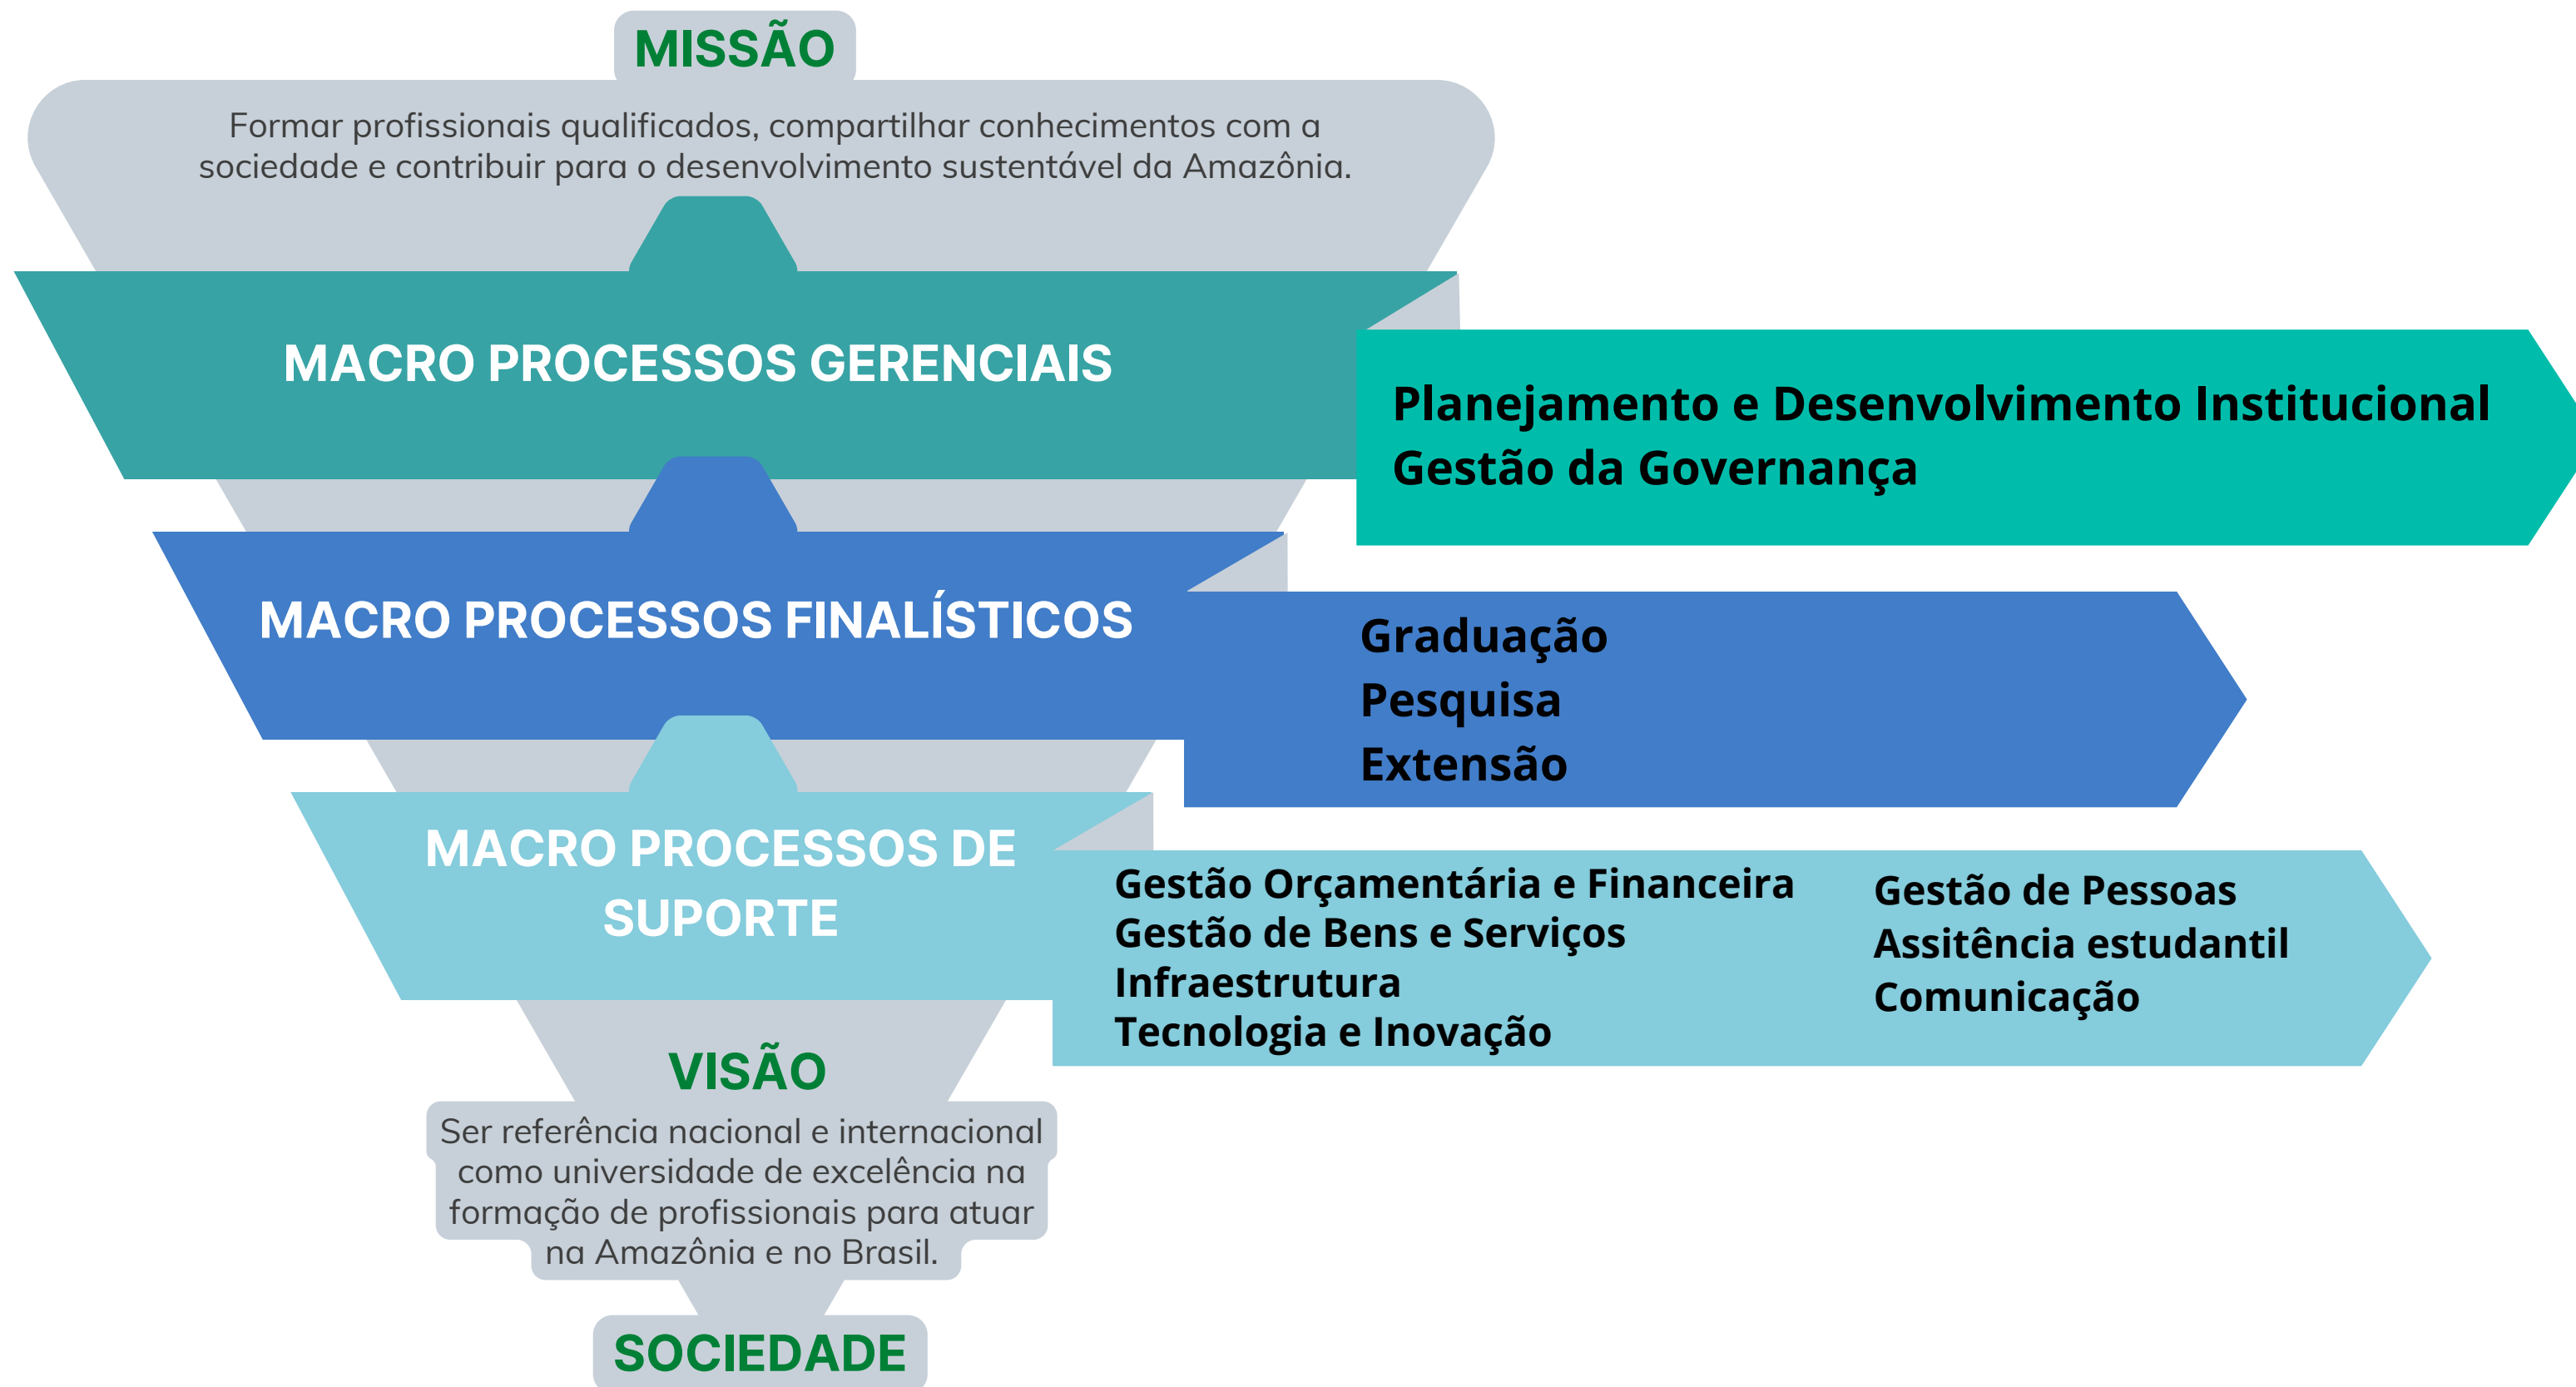 MISSÃO
Formar profissionais qualificados, compartilhar conhecimentos com a
sociedade e contribuir para o desenvolvimento sustentável da Amazônia.
MACRO PROCESSOS GERENCIAIS
Planejamento e Desenvolvimento Institucional
Gestão da Governança
MACRO PROCESSOS FINALÍSTICOS
Graduação
Pesquisa
Extensão
MACRO PROCESSOS DE
SUPORTE
Gestão Orçamentária e Financeira
Gestão de Bens e Serviços
Infraestrutura
Tecnologia e Inovação
Gestão de Pessoas
Assitência estudantil
Comunicação
VISÃO
Ser referência nacional e internacional
como universidade de excelência na
formação de profissionais para atuar
na Amazônia e no Brasil.
SOCIEDADE